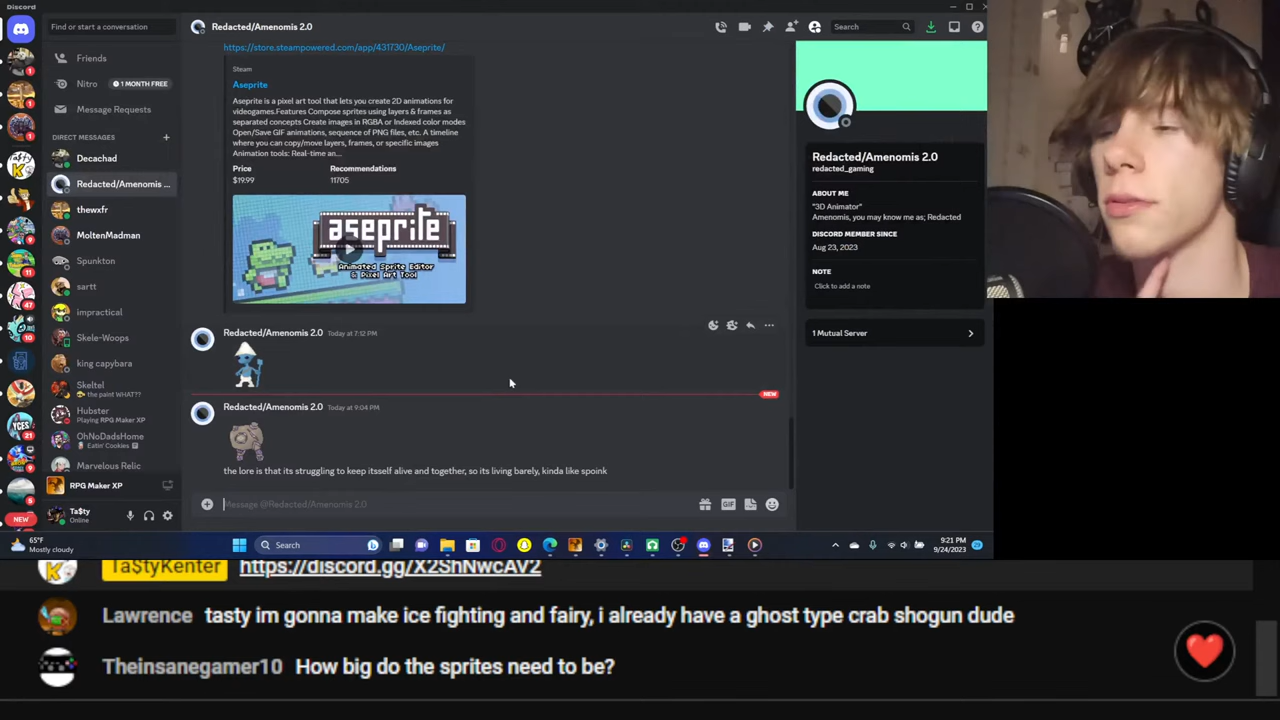 Discord
Find or start a conversation
Redacted/Amenomis 2.0
Search
Friends
Nitro
1 MONTH FREE
Message Requests
DIRECT MESSAGES
Decachad
Redacted/Amenomis ...
thewxfr
MoltenMadman
Spunkton
sartt
impractical
Skele-Woops
king capybara
Skeltel
the paint WHAT??
Hubster
Playing RPG Maker XP
OhNoDadsHome
Eatin' Cookies
Marvelous Relic
RPG Maker XP
Ta$ty
Online
https://store.steampowered.com/app/431730/Aseprite/
Steam
Aseprite
Aseprite is a pixel art tool that lets you create 2D animations for
videogames.Features Compose sprites using layers & frames as
separated concepts Create images in RGBA or Indexed color modes
Open/Save GIF animations, sequence of PNG files, etc. A timeline
where you can copy/move layers, frames, or specific images
Animation tools: Real-time an...
Price
Recommendations
$19.99
11705
aseprite
Animated Sprite Editor
& Pixel Art Tool
Redacted/Amenomis 2.0 Today at 7:12 PM
NEW
Redacted/Amenomis 2.0 Today at 9:04 PM
the lore is that its struggling to keep itsself alive and together, so its living barely, kinda like spoink
Message @Redacted/Amenomis 2.0
GIF
Redacted/Amenomis 2.0
redacted_gaming
ABOUT ME
"3D Animator"
Amenomis, you may know me as; Redacted
DISCORD MEMBER SINCE
Aug 23, 2023
NOTE
Click to add a note
1 Mutual Server
NEW
65°F
Mostly cloudy
Search
9:21 PM
9/24/2023
Ta$tyKenter https://discord.gg/X2ShNwcAV2
Lawrence tasty im gonna make ice fighting and fairy, i already have a ghost type crab shogun dude
Theinsanegamer10 How big do the sprites need to be?